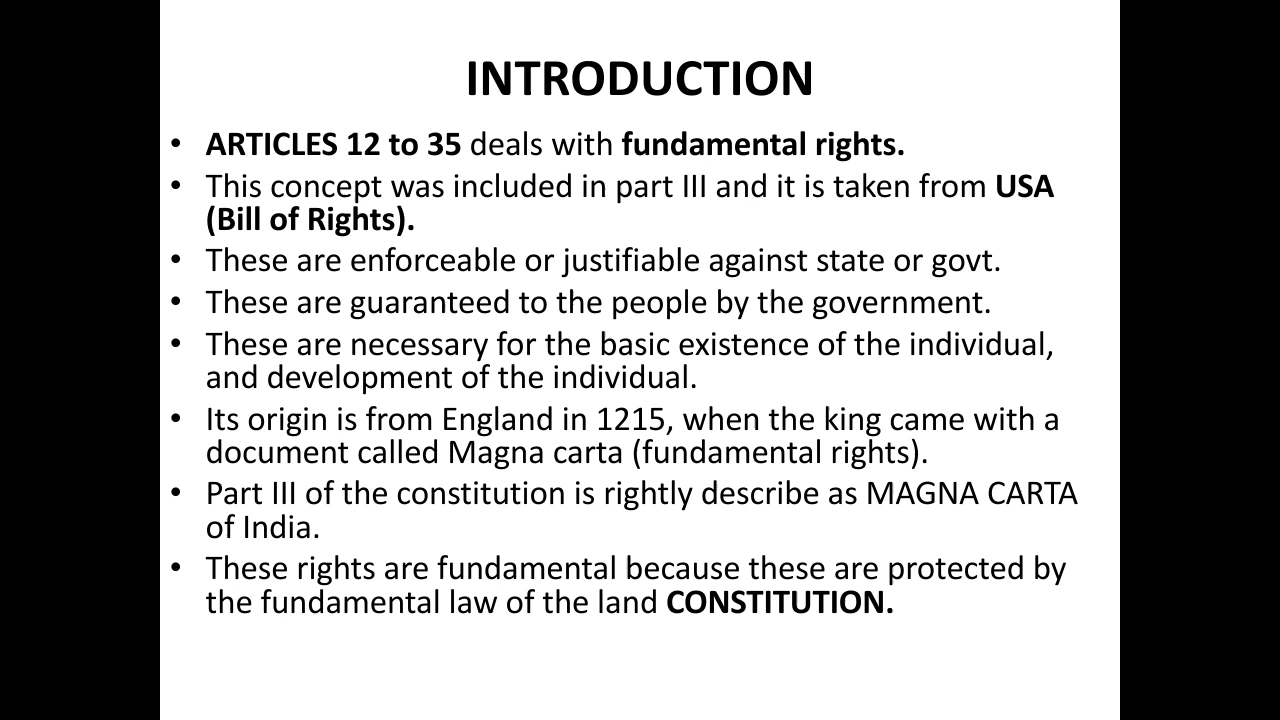 INTRODUCTION
• ARTICLES 12 to 35 deals with fundamental rights.
• This concept was included in part III and it is taken from USA
(Bill of Rights).
• These are enforceable or justifiable against state or govt.
• These are guaranteed to the people by the government.
• These are necessary for the basic existence of the individual,
and development of the individual.
• Its origin is from England in 1215, when the king came with a
document called Magna carta (fundamental rights).
• Part III of the constitution is rightly describe as MAGNA CARTA
of India.
• These rights are fundamental because these are protected by
the fundamental law of the land CONSTITUTION.